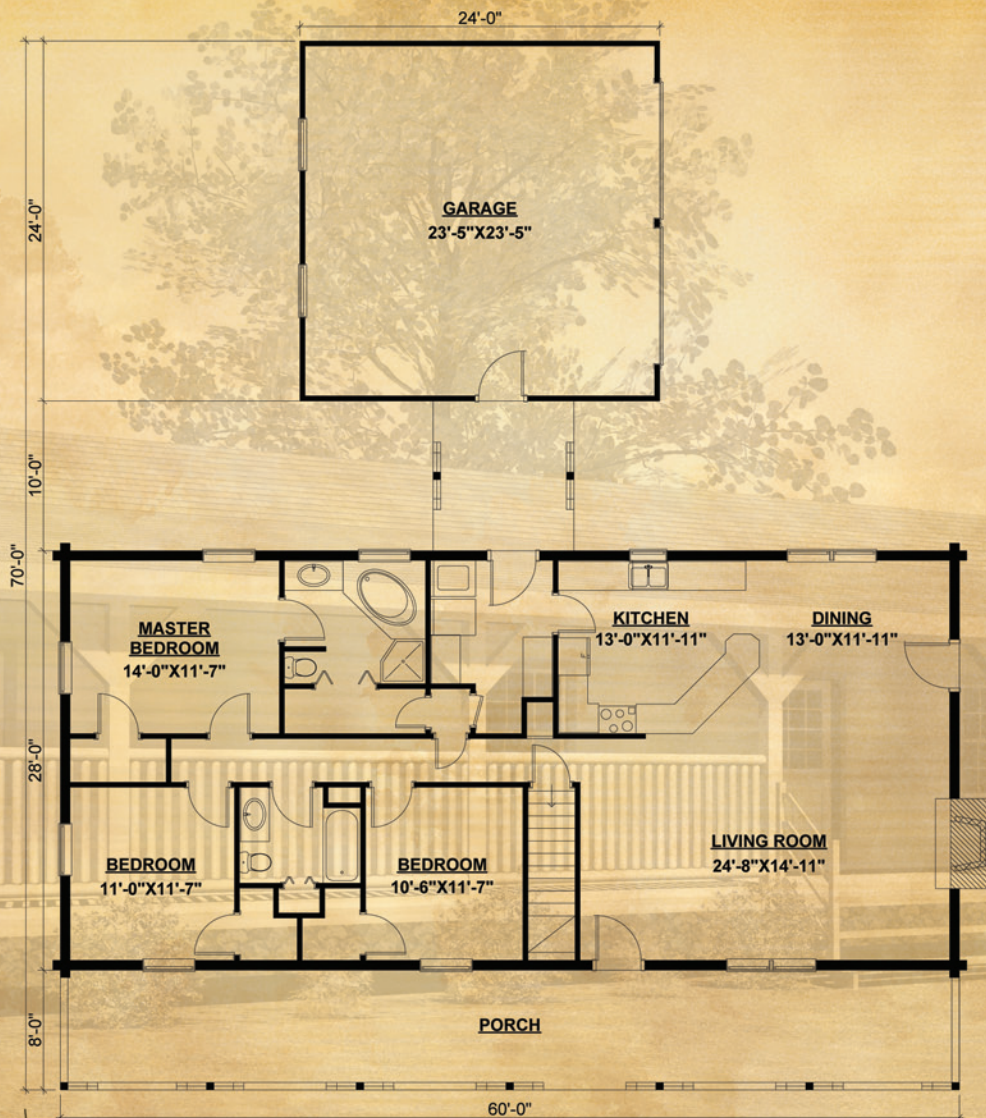 24'-0"
24'-0"
GARAGE
23'-5"X23'-5"
10'-0"
70'-0"
MASTER
BEDROOM
14'-0"X11'-7"
KITCHEN
13'-0"X11'-11"
DINING
13'-0"X11'-11"
28'-0"
BEDROOM
11'-0"X11'-7"
BEDROOM
10'-6"X11'-7"
LIVING ROOM
24'-8"X14'-11"
8'-0"
PORCH
60'-0"